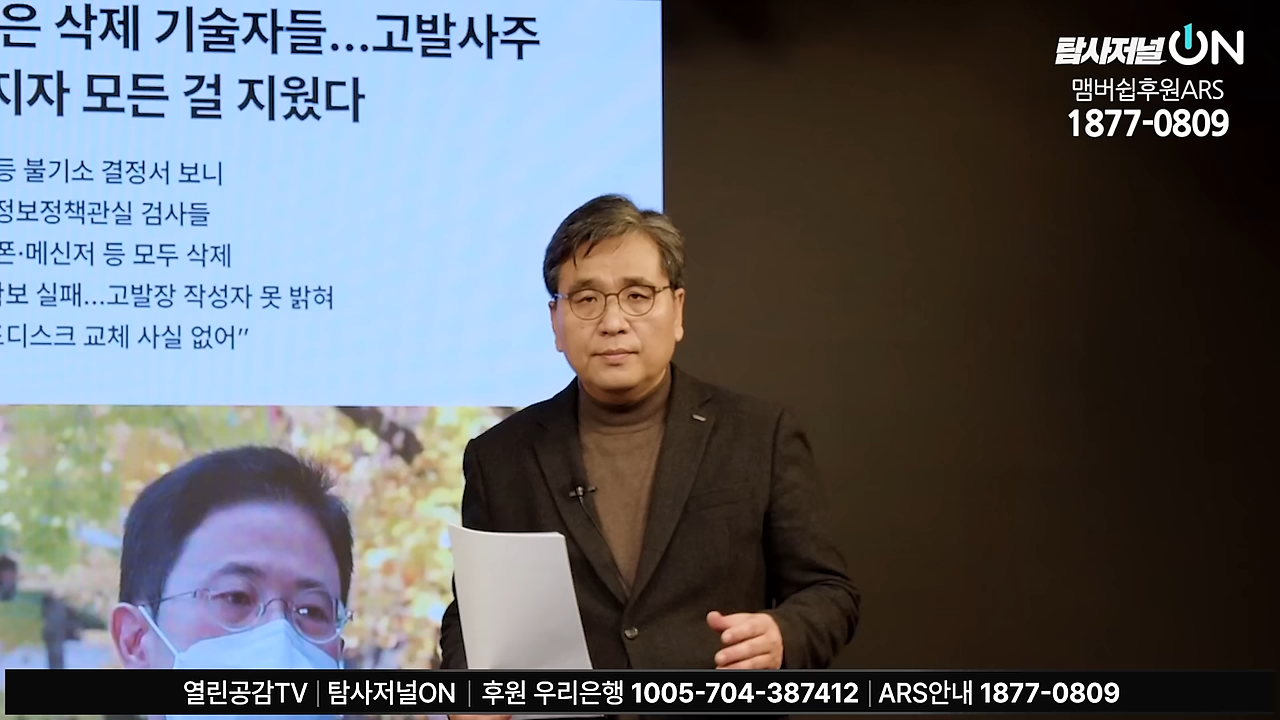 은 삭제 기술자들...고발사주
지자 모든 걸 지웠다
등 불기소 결정서 보니
정보정책관실 검사들
폰·메신저 등 모두 삭제
확보 실패...고발장 작성자 못 밝혀
드디스크 교체 사실 없어”
탐사저널ON
맴버쉽후원ARS
1877-0809
열린공감TV | 탐사저널ON | 후원 우리은행 1005-704-387412 | ARS안내 1877-0809